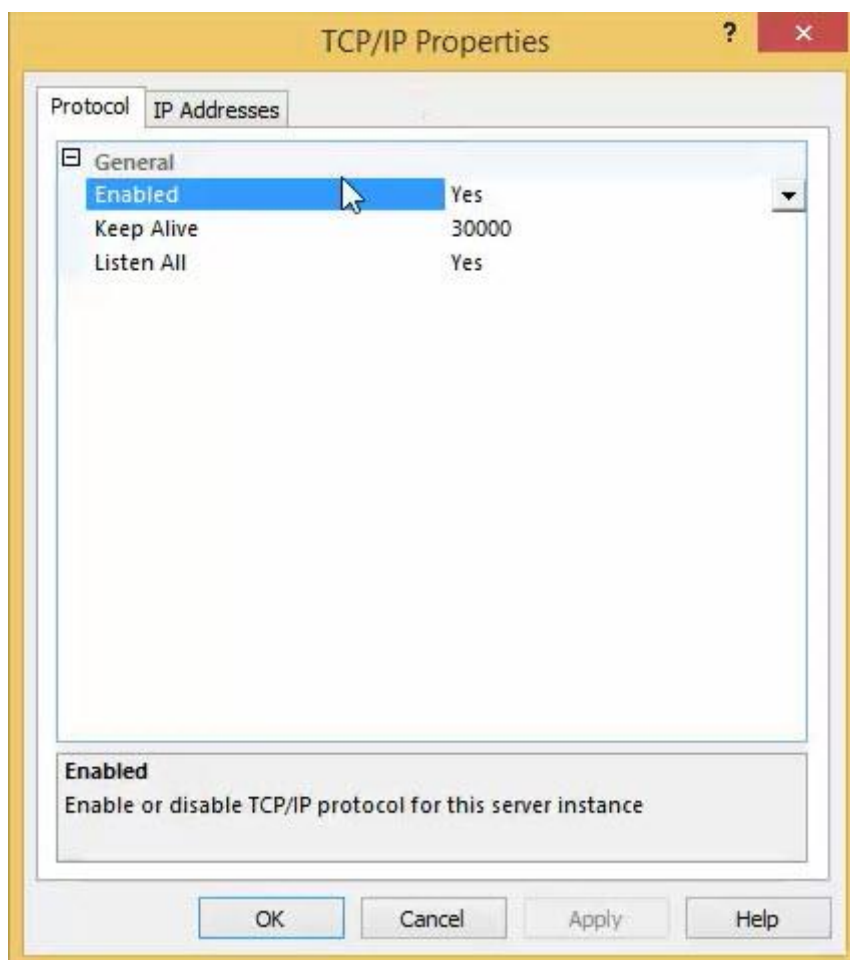 TCP/IP Properties
?
Protocol
IP Addresses
General
Enabled Yes
Keep Alive 30000
Listen All Yes
Enabled
Enable or disable TCP/IP protocol for this server instance
OK Cancel Apply Help